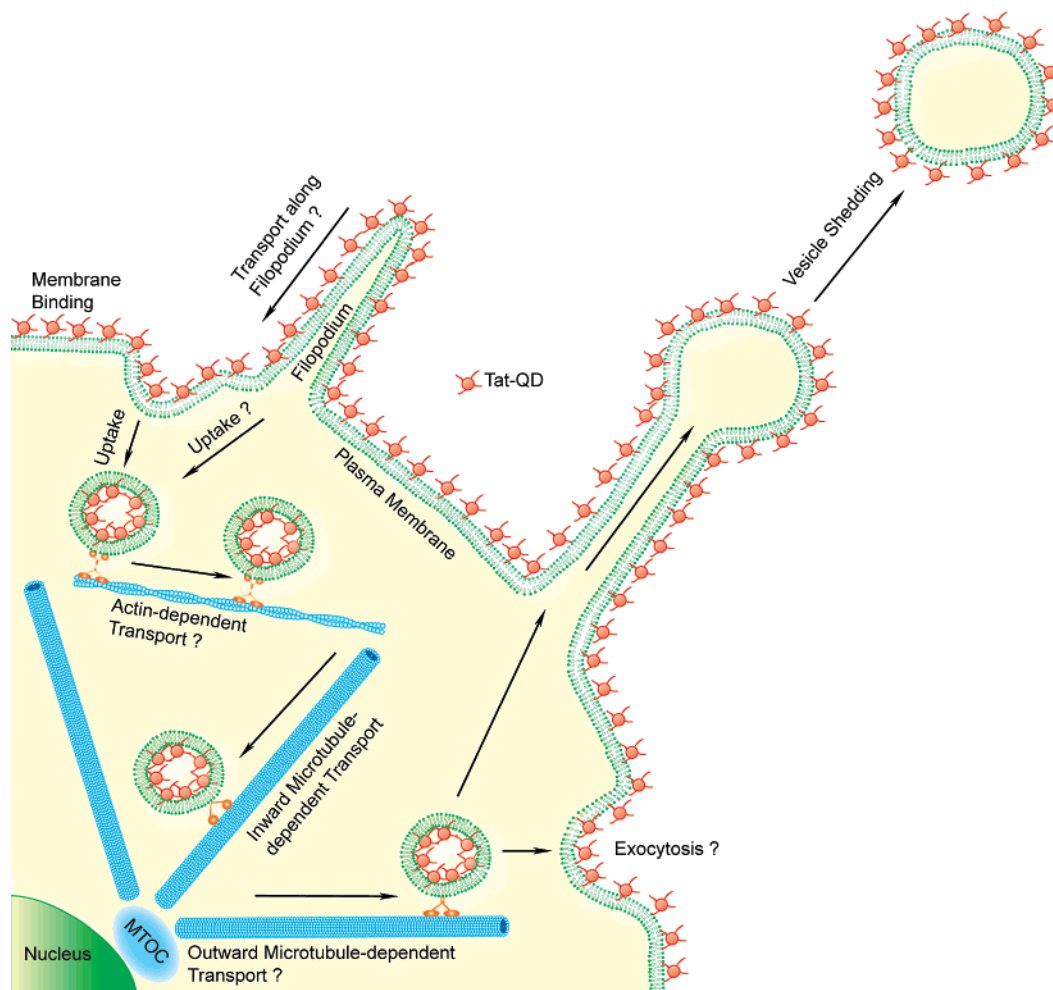 Vesicle Shedding
Transport along
Filopodium ?
Membrane
Binding
Filopodium
Tat-QD
Uptake
Uptake ?
Plasma Membrane
Actin-dependent
Transport ?
Inward Microtubule-
dependent Transport
Exocytosis ?
MTOC
Nucleus
Outward Microtubule-dependent
Transport ?